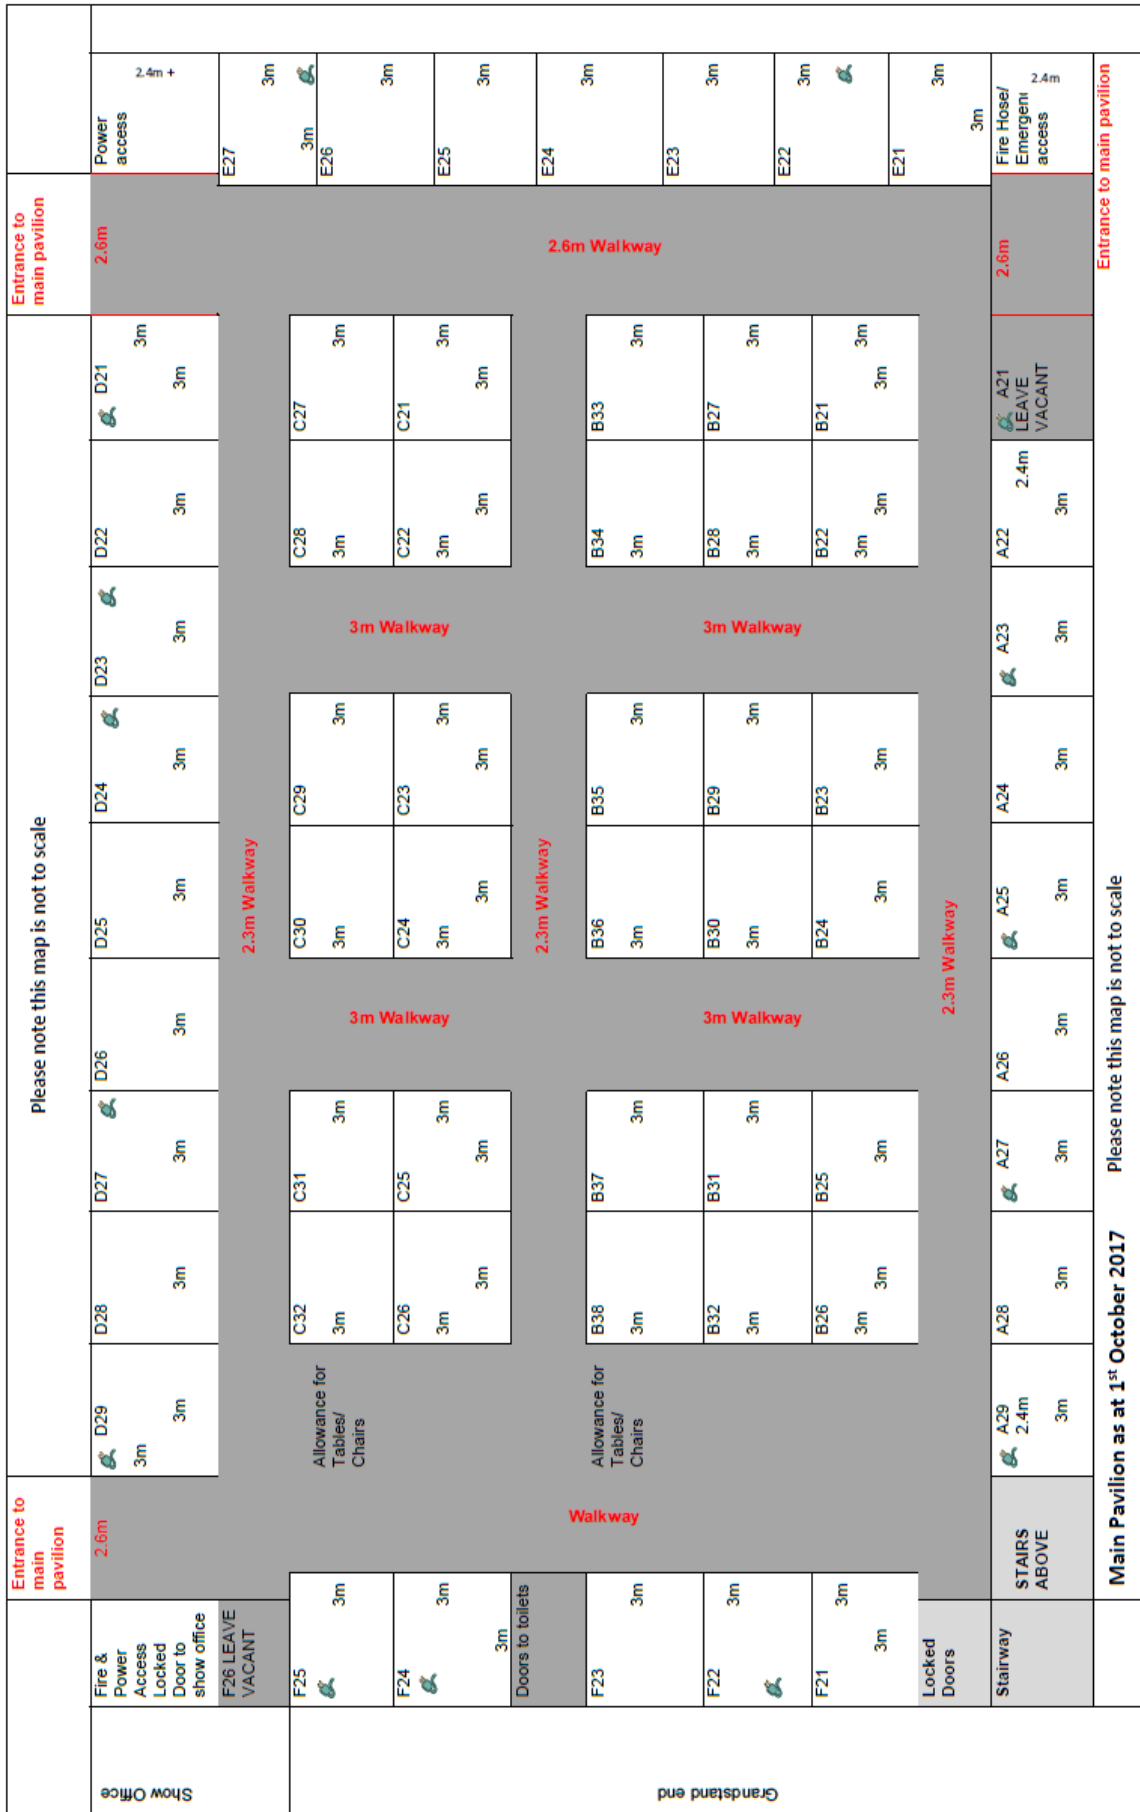 Entrance to
main
pavilion
Please note this map is not to scale
Entrance to
main pavilion
Show Office
Fire &
Power
Access
Locked
Door to
show office
2.6m
D29
3m
3m
D28
3m
D27
3m
D26
3m
D25
3m
D24
3m
D23
3m
D22
3m
D21
3m
3m
2.6m
Power
access
2.4m +
F26 LEAVE
VACANT
2.3m Walkway
E27
3m
3m
Grandstand end
F25
3m
Allowance for
Tables/
Chairs
C32
3m
C31
3m
3m Walkway
C30
3m
C29
3m
3m Walkway
C28
3m
C27
3m
E26
3m
F24
3m
3m
C26
3m
3m
C25
3m
3m
C24
3m
3m
C23
3m
3m
C22
3m
3m
C21
3m
3m
E25
3m
Doors to toilets
Walkway
2.3m Walkway
2.6m Walkway
E24
3m
F23
3m
Allowance for
Tables/
Chairs
B38
3m
B37
3m
B36
3m
B35
3m
B34
3m
B33
3m
E23
3m
F22
3m
B32
3m
B31
3m
3m Walkway
B30
3m
B29
3m
3m Walkway
B28
3m
B27
3m
E22
3m
F21
3m
3m
B26
3m
3m
B25
3m
B24
3m
B23
3m
B22
3m
3m
B21
3m
3m
E21
3m
3m
Locked
Doors
2.3m Walkway
Stairway
STAIRS
ABOVE
A29
2.4m
3m
A28
3m
A27
3m
A26
3m
A25
3m
A24
3m
A23
3m
A22
2.4m
3m
A21
LEAVE
VACANT
2.6m
Fire Hose/
Emergen
access
2.4m
Main Pavilion as at 1st October 2017
Please note this map is not to scale
Entrance to main pavilion